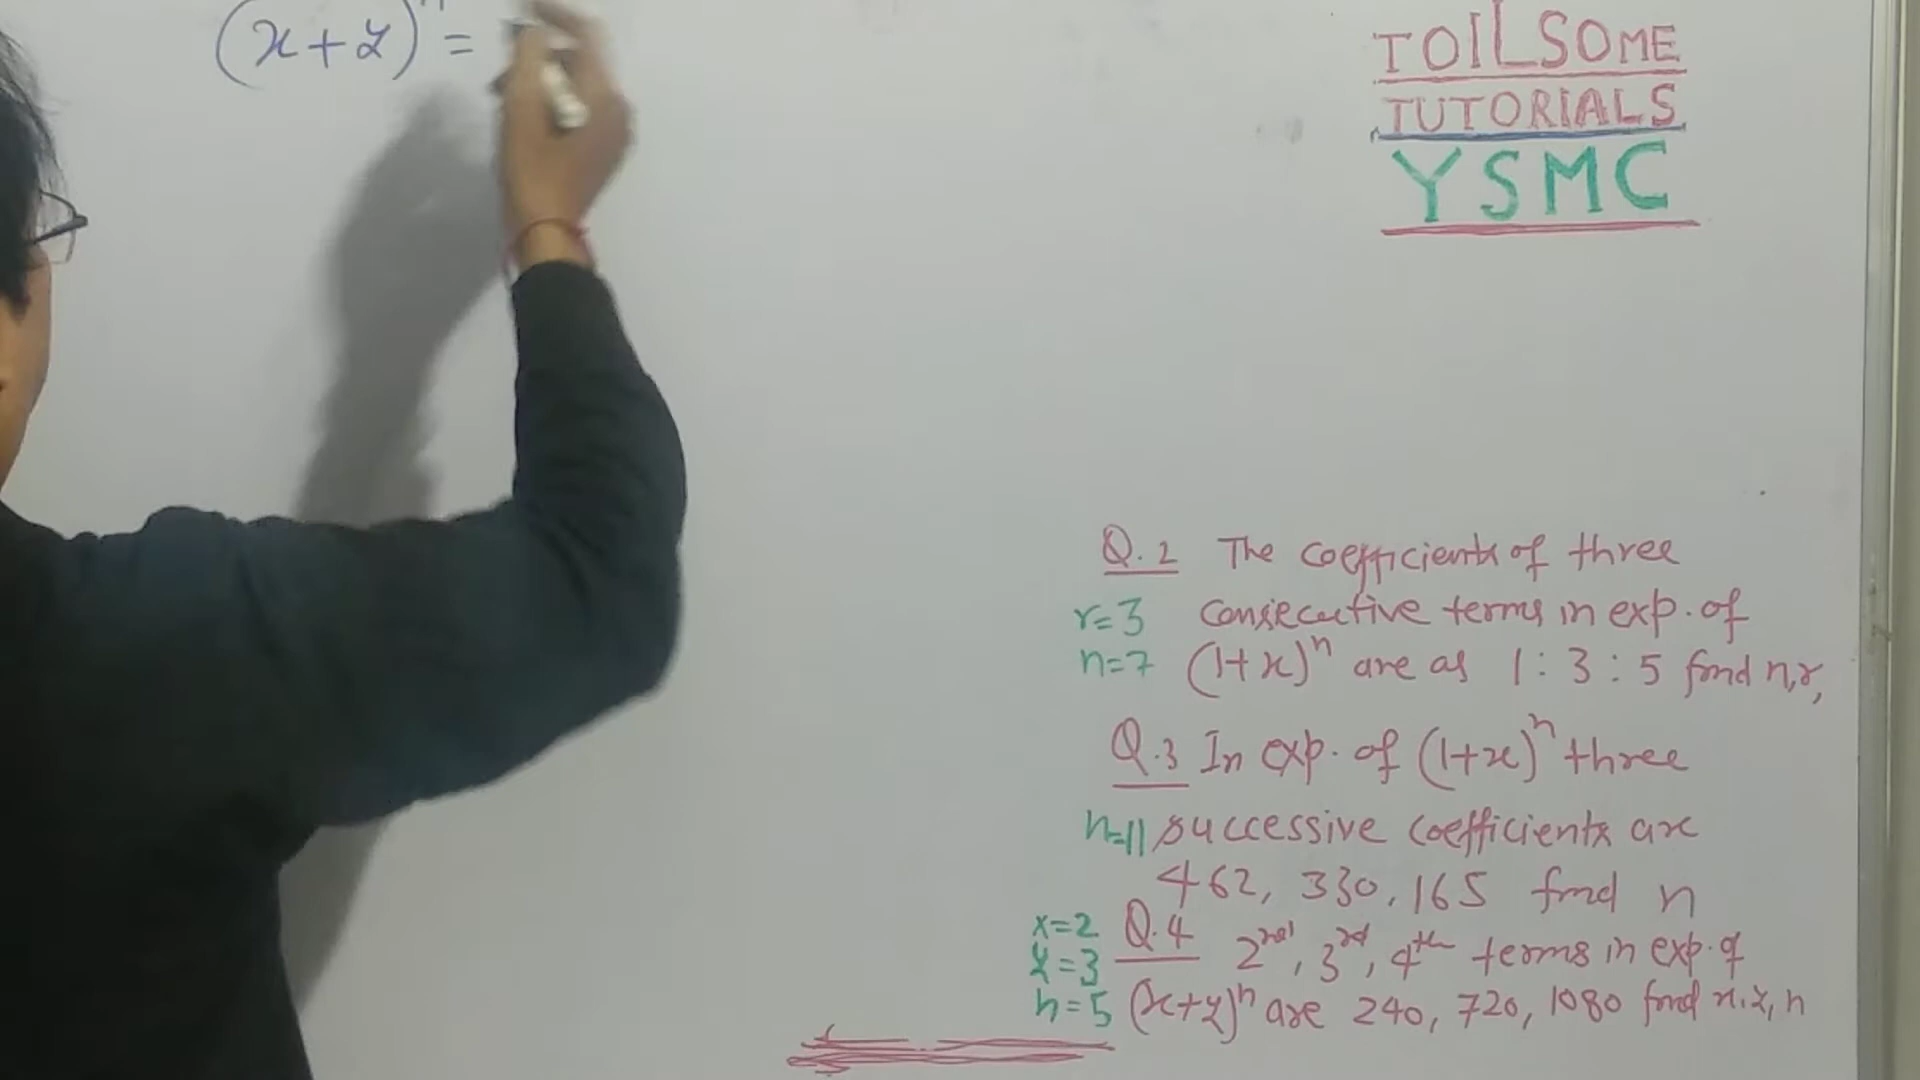 (x+y)^n =
TOILSOME
TUTORIALS
YSMC
Q.2 The coefficients of three
r=3 consecutive terms in exp. of
n=7 (1+x)^n are as 1 : 3 : 5 find n,r,
Q.3 In exp. of (1+x)^n three
n=11 successive coefficients are
462, 330, 165 find n
x=2 Q.4 2nd, 3rd, 4th terms in exp. of
y=3
n=5 (x+y)^n are 240, 720, 1080 find x,y,n